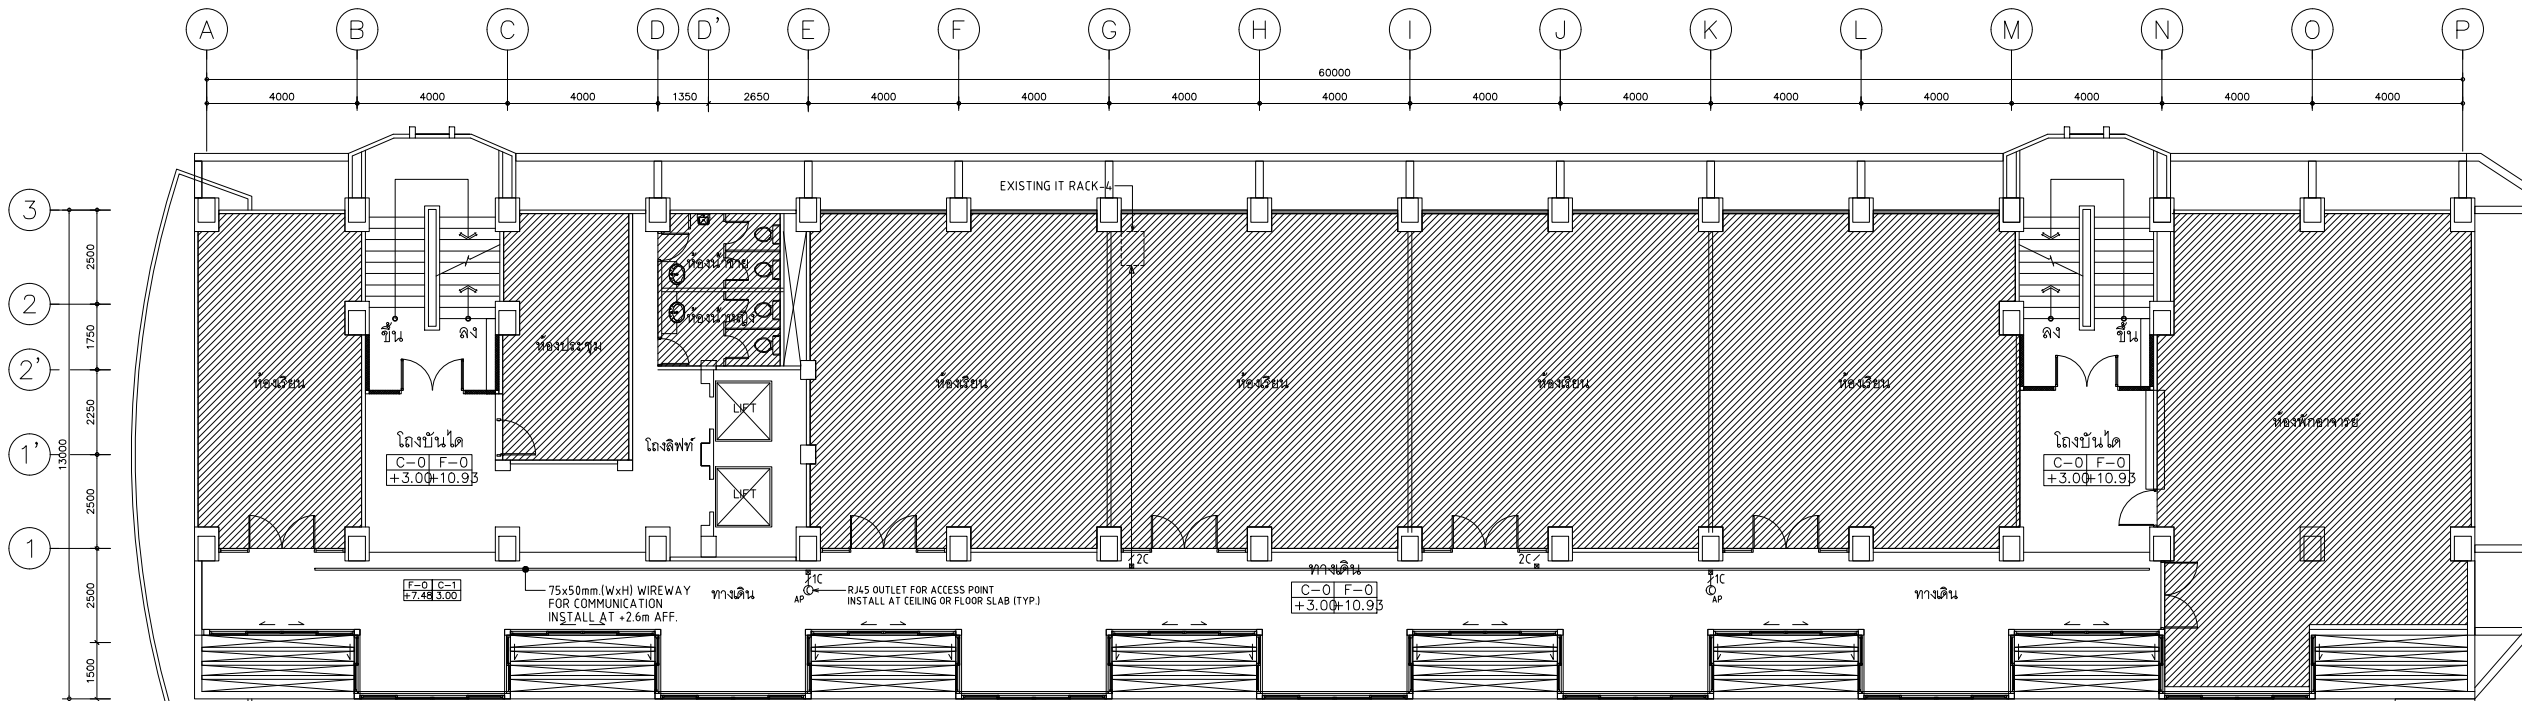 A B C D D' E F G H I J K L M N O P
60000
4000 4000 4000 1350 2650 4000 4000 4000 4000 4000 4000 4000 4000 4000 4000 4000
EXISTING IT RACK-4
3
2500
2
1750
2'
2250
1'
13000
2500
1
2500
1500
ห้องน้ำชาย
ห้องน้ำหญิง
ขึ้น ลง
ลง ขึ้น
ห้องประชุม
ห้องเรียน
ห้องเรียน
ห้องเรียน
ห้องเรียน
ห้องเรียน
ห้องพักอาจารย์
LIFT
LIFT
โถงบันได
C-0 F-0
+3.00 +10.93
โถงลิฟท์
โถงบันได
C-0 F-0
+3.00 +10.93
2C
2C
1C
AP
1C
AP
ทางเดิน
C-0 F-0
+3.00 +10.93
F-0 C-1
+7.48 3.00
75x50mm.(WxH) WIREWAY
FOR COMMUNICATION
INSTALL AT +2.6m AFF.
ทางเดิน
RJ45 OUTLET FOR ACCESS POINT
INSTALL AT CEILING OR FLOOR SLAB (TYP.)
ทางเดิน